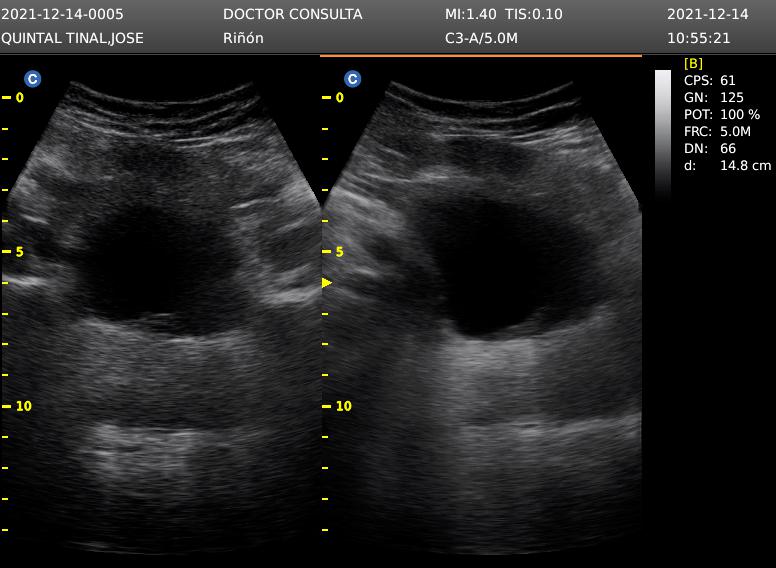 2021-12-14-0005 DOCTOR CONSULTA MI:1.40 TIS:0.10 2021-12-14
QUINTAL TINAL,JOSE Riñón C3-A/5.0M 10:55:21
[B]
CPS: 61
GN: 125
POT: 100 %
FRC: 5.0M
DN: 66
d: 14.8 cm
C C
0 0
5 5
10 10